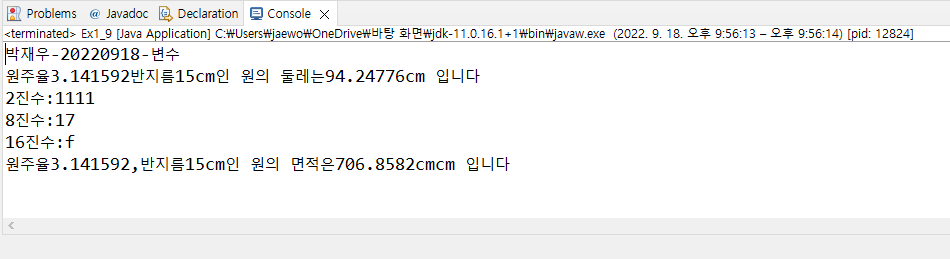 Problems @ Javadoc Declaration Console
<terminated> Ex1_9 [Java Application] C:₩Users₩jaewo₩OneDrive₩바탕 화면₩jdk-11.0.16.1+1₩bin₩javaw.exe (2022. 9. 18. 오후 9:56:13 – 오후 9:56:14) [pid: 12824]
박재우-20220918-변수
원주율3.141592반지름15cm인 원의 둘레는94.24776cm 입니다
2진수:1111
8진수:17
16진수:f
원주율3.141592,반지름15cm인 원의 면적은706.8582cmcm 입니다